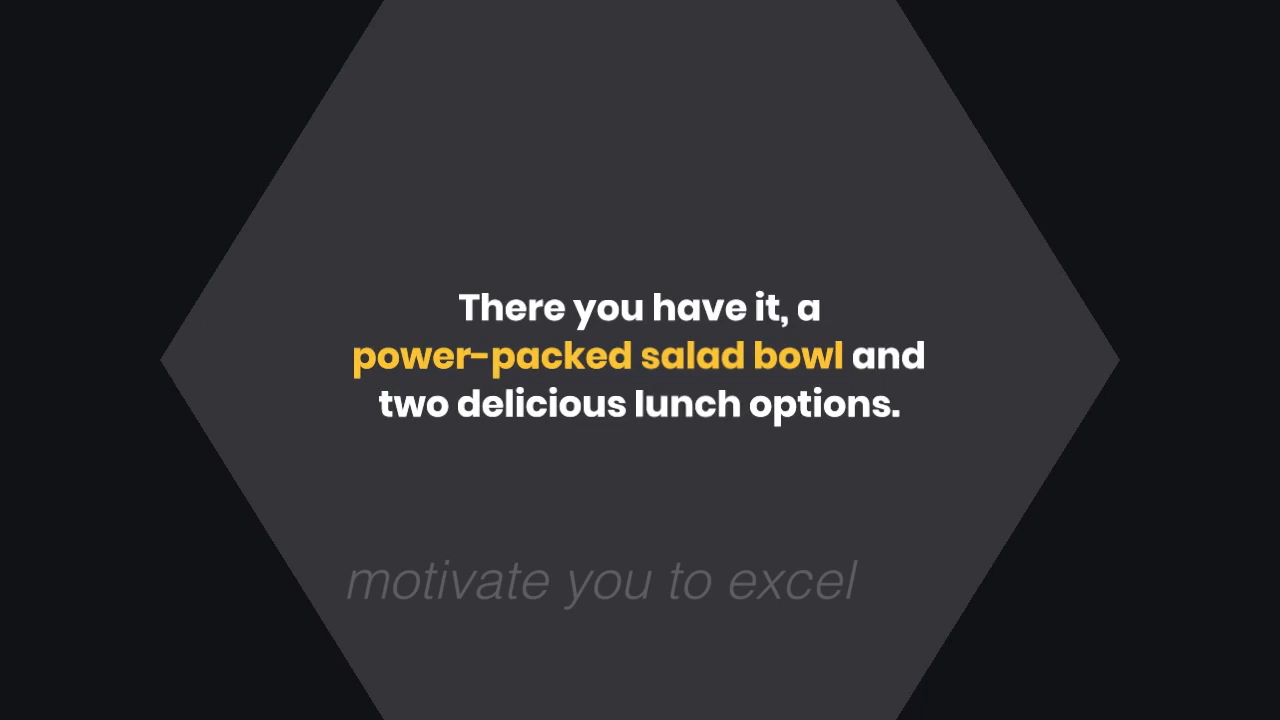 There you have it, a
power-packed salad bowl and
two delicious lunch options.
motivate you to excel